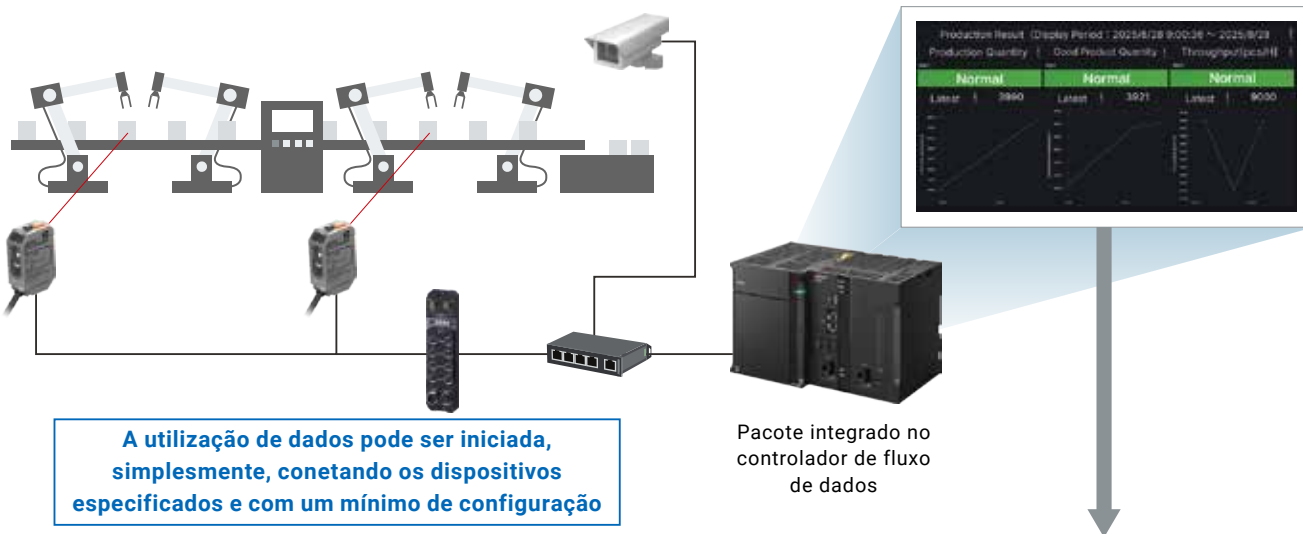 Production Result (Display Period : 2025/8/28 9:00:36 ~ 2025/8/28
Production Quantity
Good Product Quantity
Throughput[pcs/H]
Normal
Normal
Normal
Latest 3990
Latest 3921
Latest 9000
A utilização de dados pode ser iniciada,
simplesmente, conetando os dispositivos
especificados e com um mínimo de configuração
Pacote integrado no
controlador de fluxo
de dados